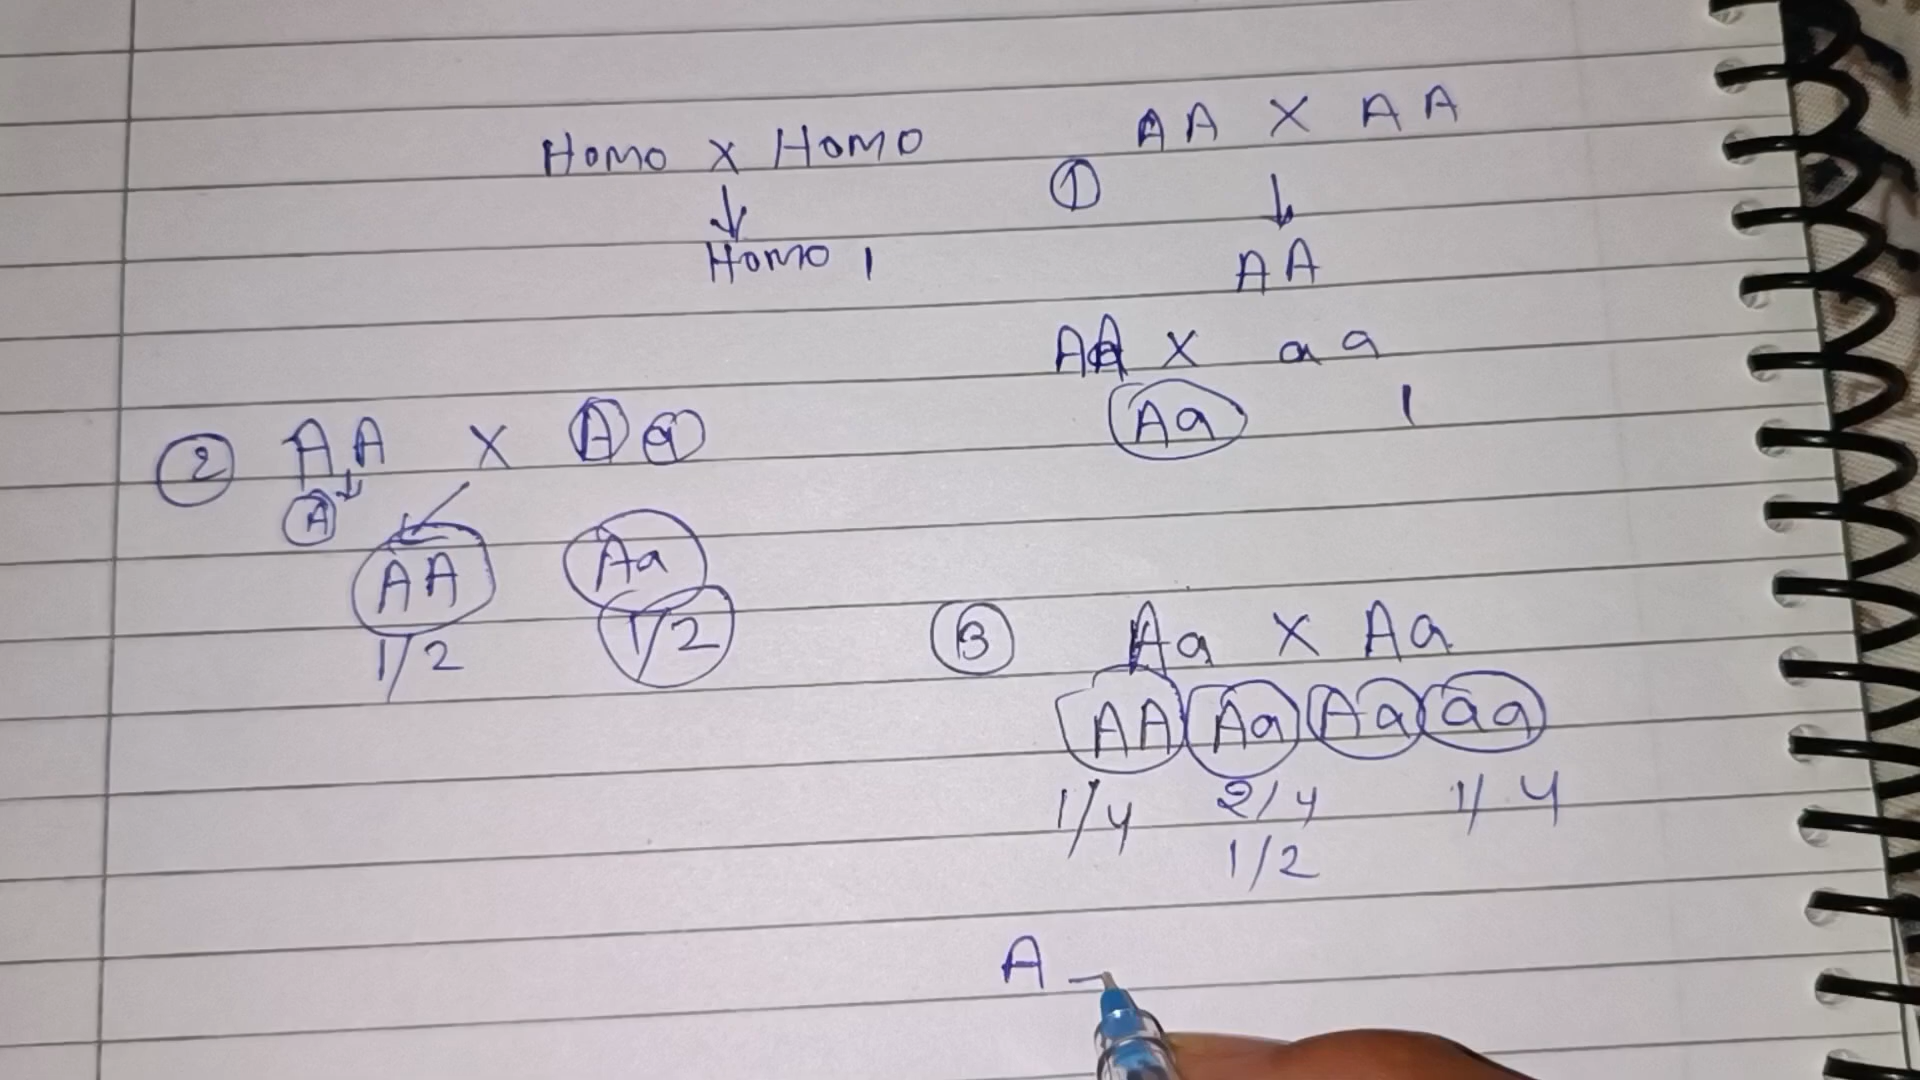 Homo X Homo
↓
Homo 1
① AA X AA
↓
AA
AA X aa
Aa 1
② AA X Aa
A
AA Aa
1/2 1/2
③ Aa X Aa
AA Aa Aa aa
1/4 2/4 1/4
1/2
A –